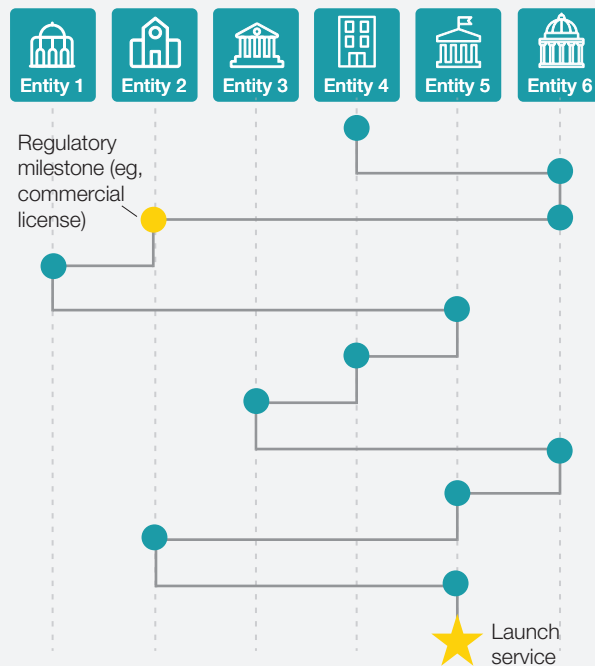 Entity 1
Entity 2
Entity 3
Entity 4
Entity 5
Entity 6
Regulatory
milestone (eg,
commercial
license)
Launch
service